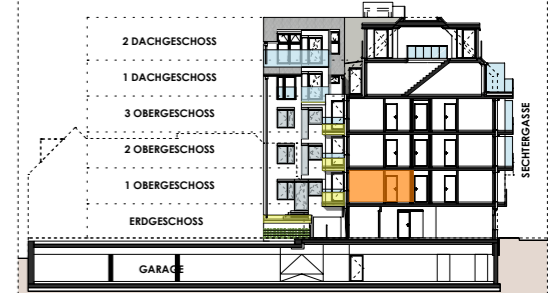 2 DACHGESCHOSS
1 DACHGESCHOSS
3 OBERGESCHOSS
2 OBERGESCHOSS
1 OBERGESCHOSS
ERDGESCHOSS
GARAGE
SECHTERGASSE